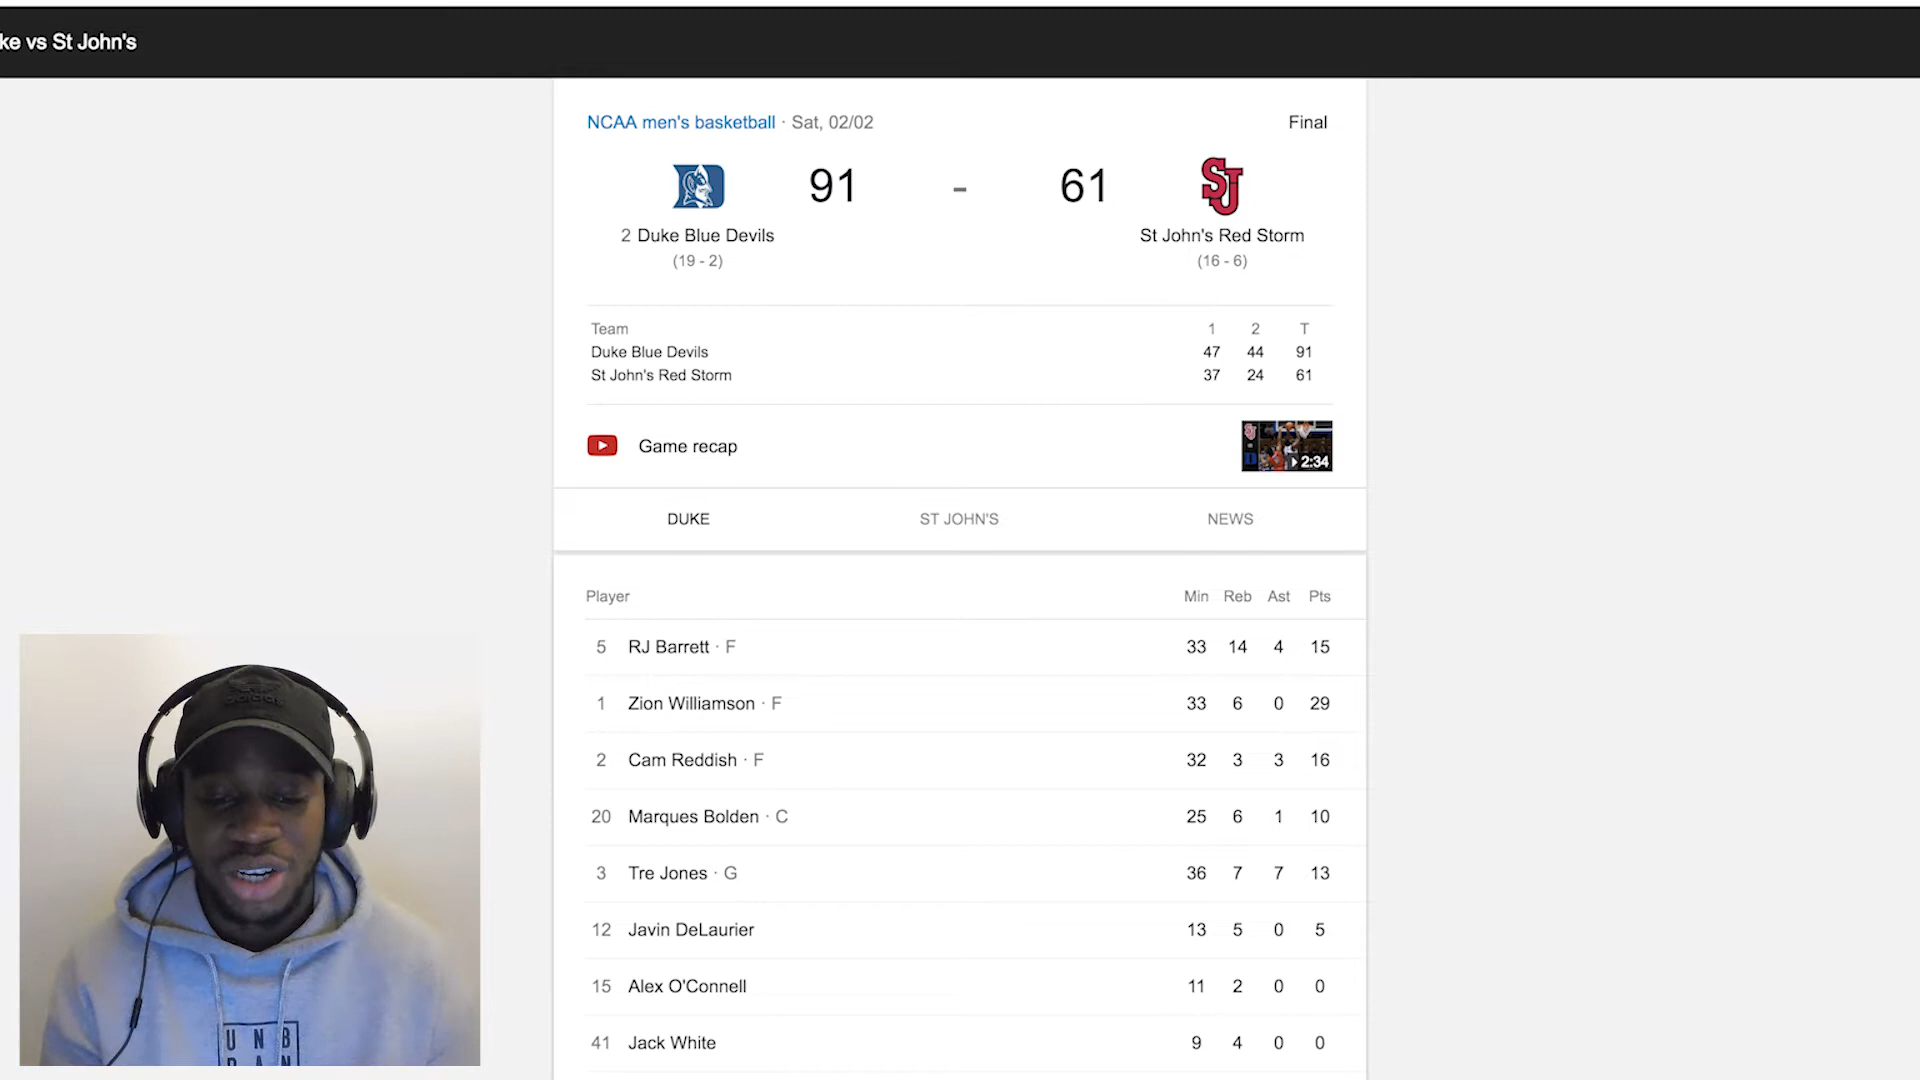 ke vs St John's
NCAA men's basketball · Sat, 02/02
Final
91 - 61
SJ
2 Duke Blue Devils
St John's Red Storm
(19 - 2)
(16 - 6)
Team 1 2 T
Duke Blue Devils 47 44 91
St John's Red Storm 37 24 61
Game recap
2:34
DUKE ST JOHN'S NEWS
Player Min Reb Ast Pts
5 RJ Barrett · F 33 14 4 15
1 Zion Williamson · F 33 6 0 29
2 Cam Reddish · F 32 3 3 16
20 Marques Bolden · C 25 6 1 10
3 Tre Jones · G 36 7 7 13
12 Javin DeLaurier 13 5 0 5
15 Alex O'Connell 11 2 0 0
41 Jack White 9 4 0 0
UNB
DAN